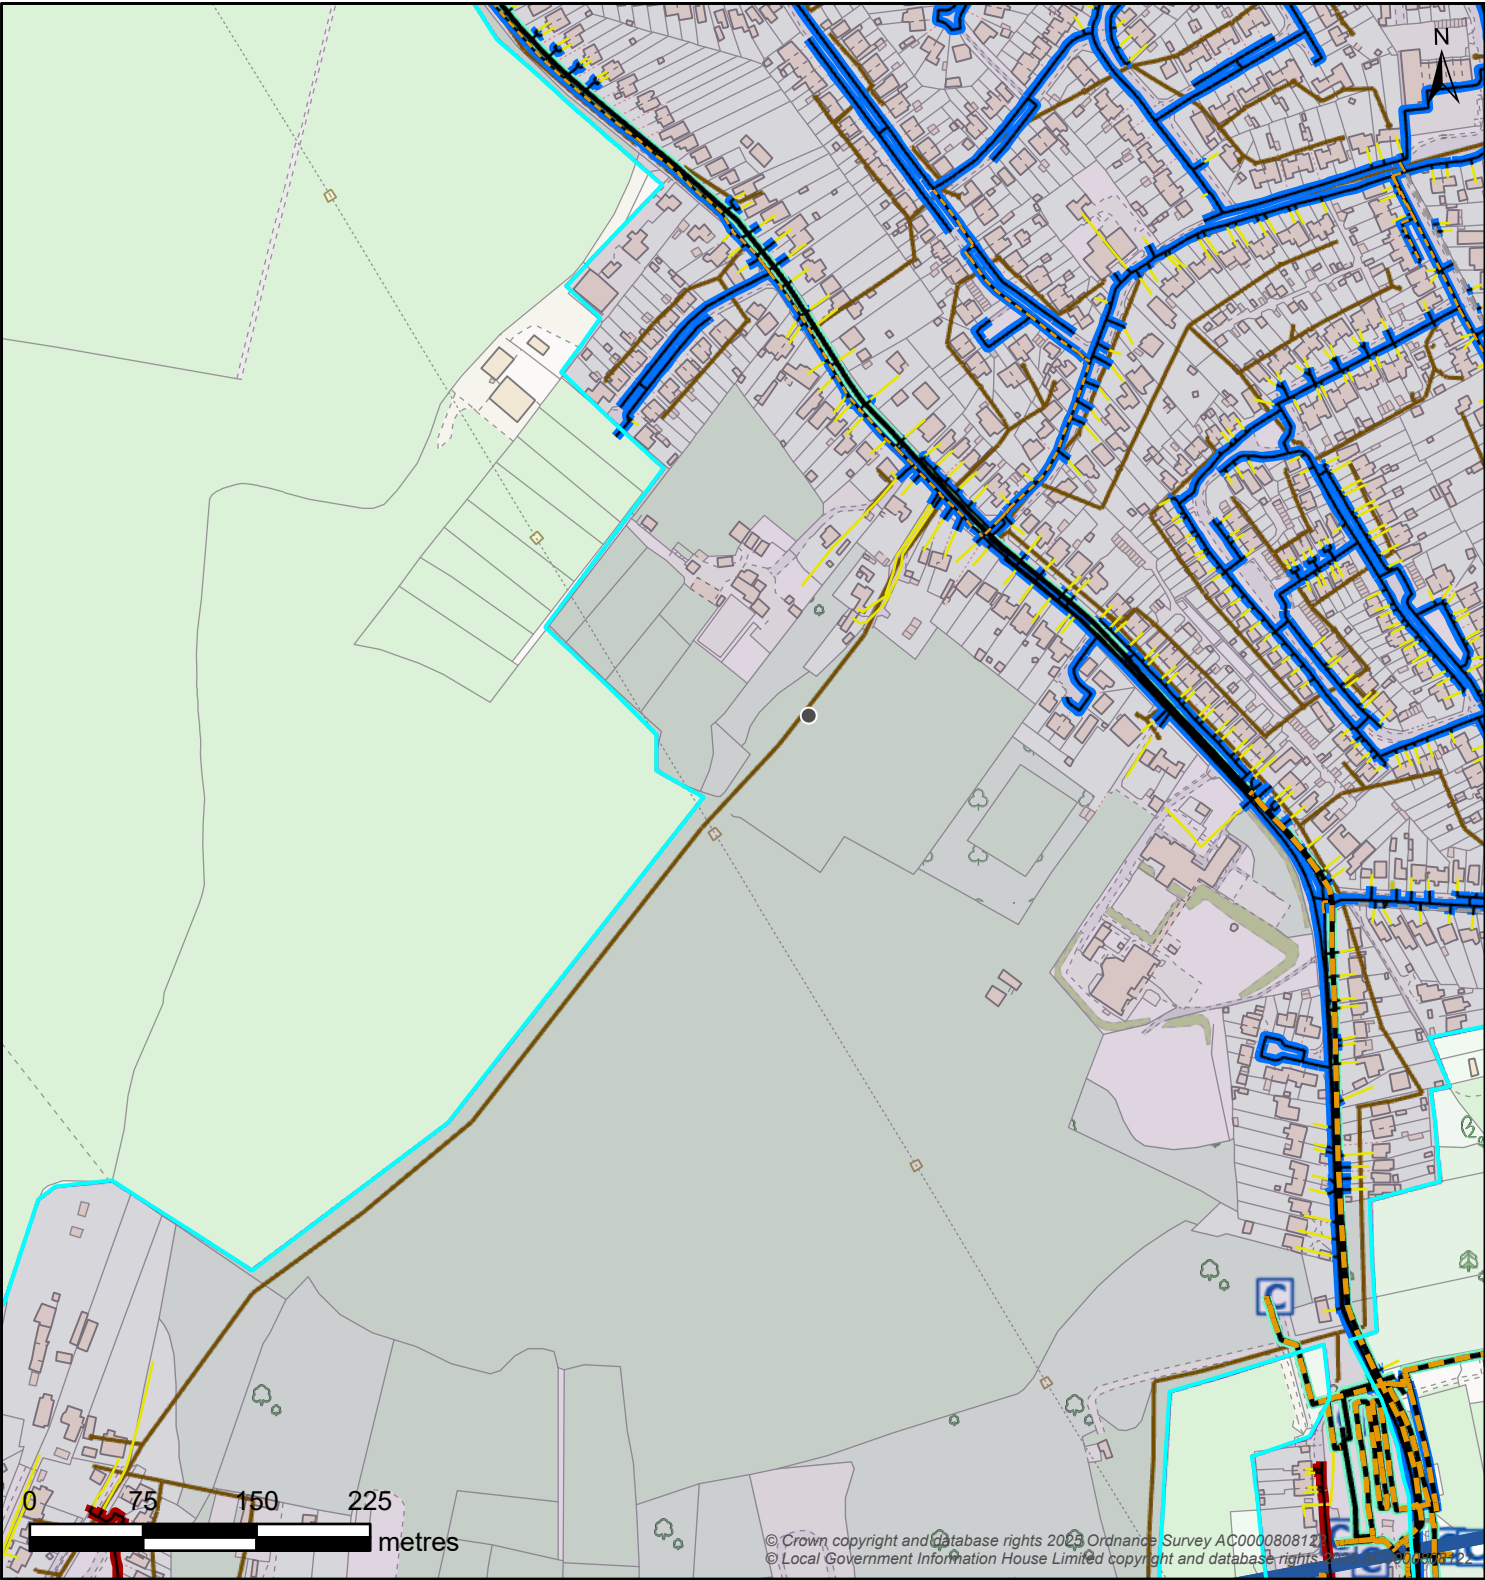 N
C
0 75 150 225
metres
© Crown copyright and database rights 2025 Ordnance Survey AC0000808122
© Local Government Information House Limited copyright and database rights